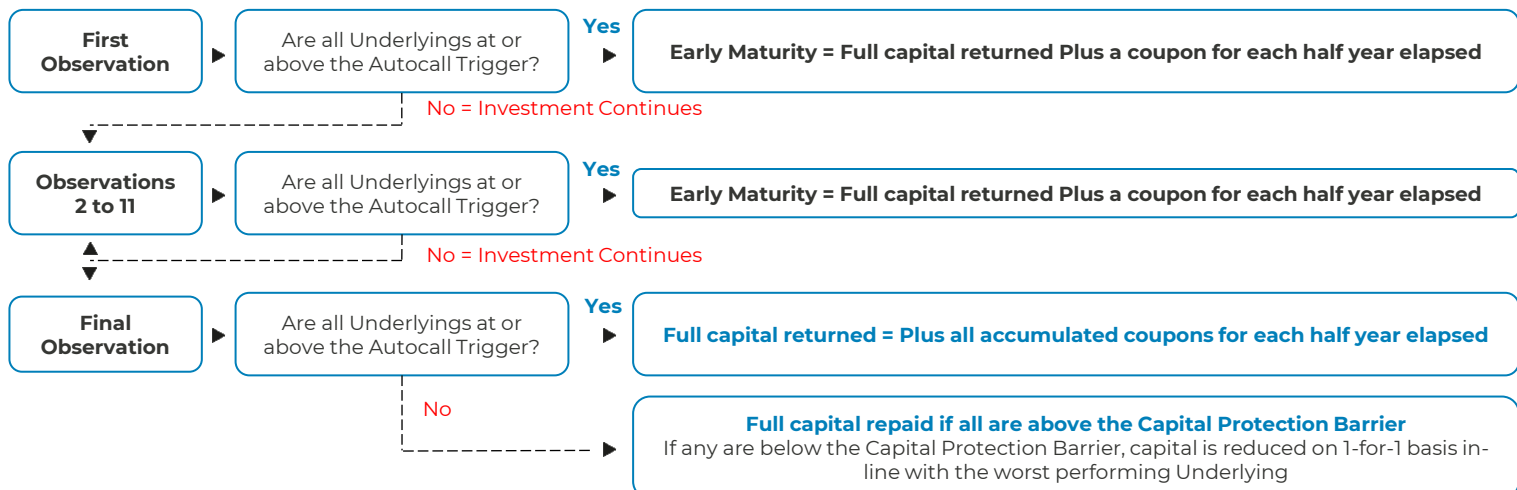 First
Observation
Are all Underlyings at or
above the Autocall Trigger?
Yes
Early Maturity = Full capital returned Plus a coupon for each half year elapsed
No = Investment Continues
Observations
2 to 11
Are all Underlyings at or
above the Autocall Trigger?
Yes
Early Maturity = Full capital returned Plus a coupon for each half year elapsed
No = Investment Continues
Final
Observation
Are all Underlyings at or
above the Autocall Trigger?
Yes
Full capital returned = Plus all accumulated coupons for each half year elapsed
No
Full capital repaid if all are above the Capital Protection Barrier
If any are below the Capital Protection Barrier, capital is reduced on 1-for-1 basis in-
line with the worst performing Underlying